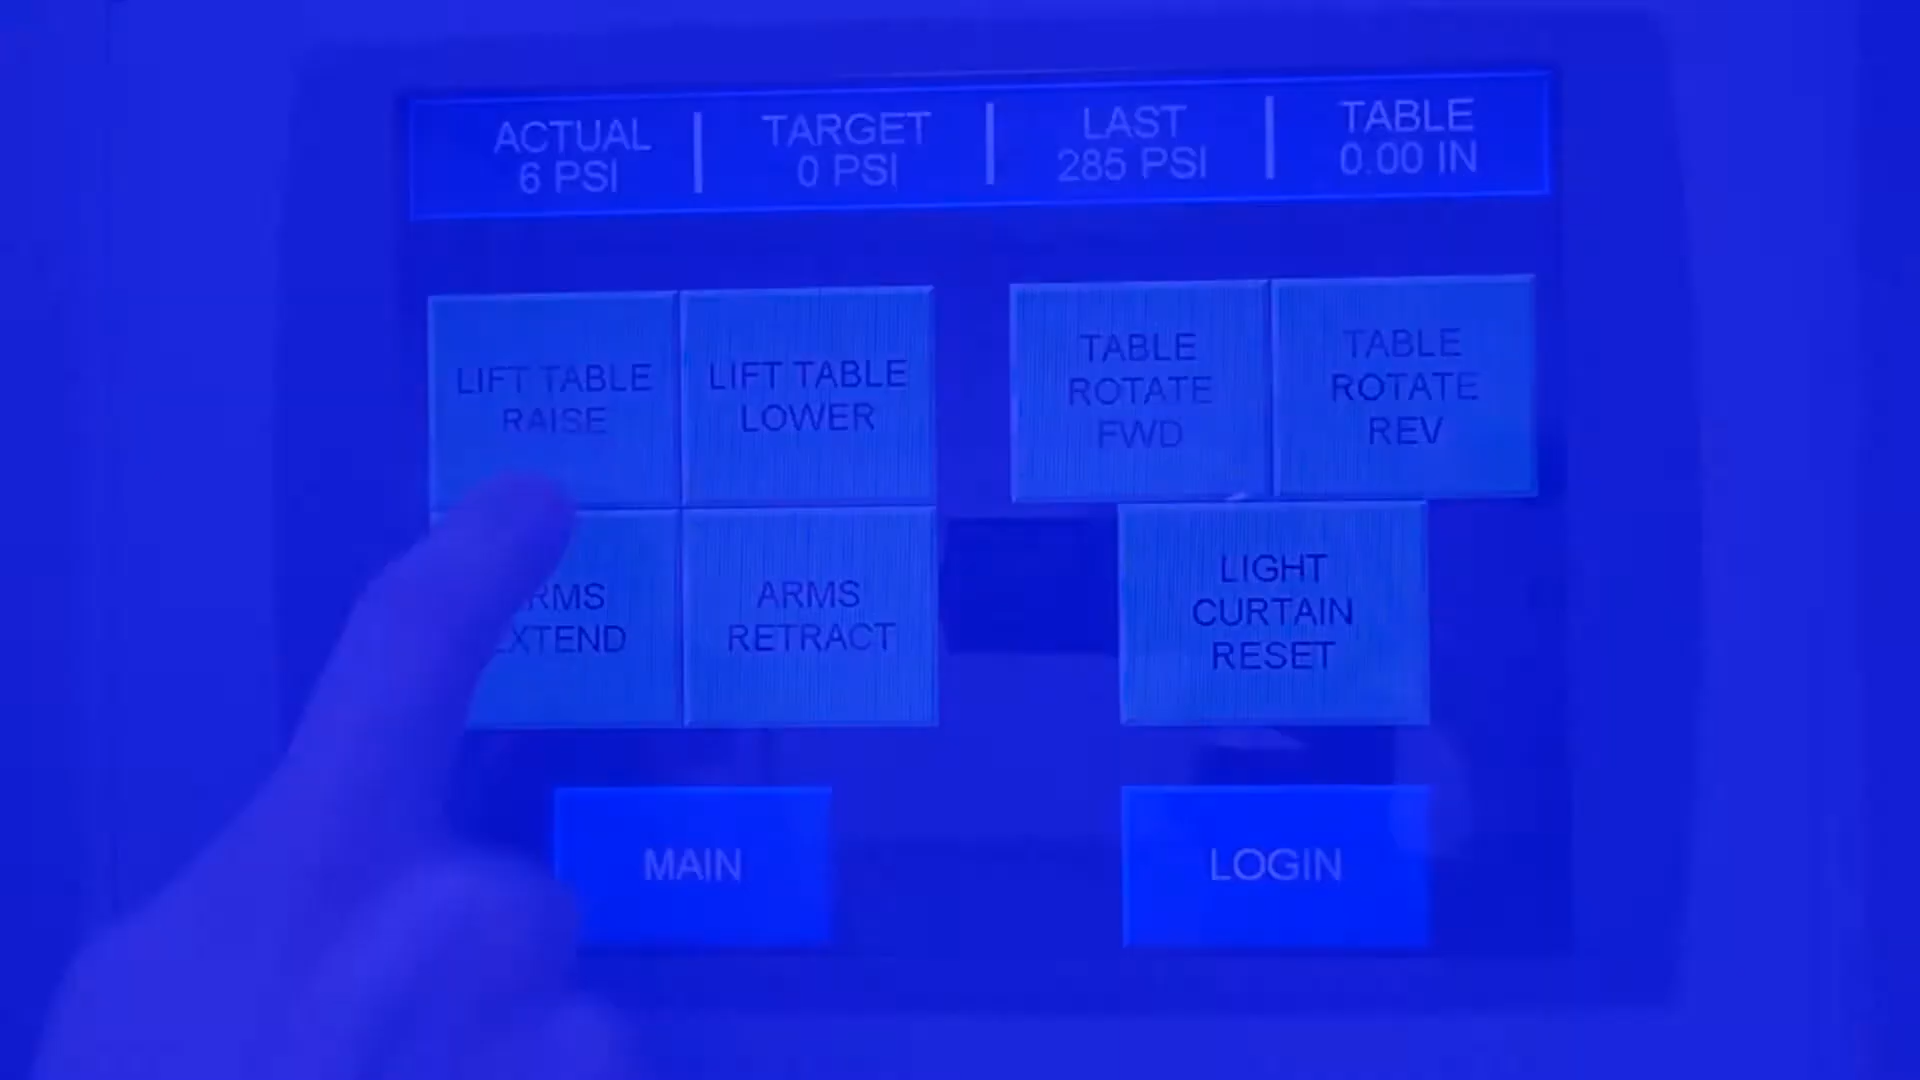 ACTUAL
6 PSI
TARGET
0 PSI
LAST
285 PSI
TABLE
0.00 IN
LIFT TABLE
RAISE
LIFT TABLE
LOWER
TABLE
ROTATE
FWD
TABLE
ROTATE
REV
RMS
EXTEND
ARMS
RETRACT
LIGHT
CURTAIN
RESET
MAIN
LOGIN